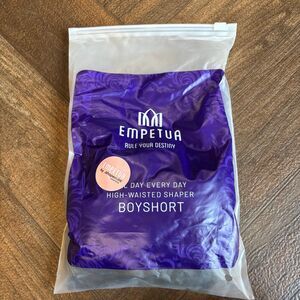 EMPETUA
RULE YOUR DESTINY
DAY EVERY DAY
HIGH-WAISTED SHAPER
BOYSHORT